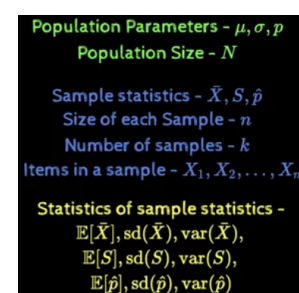 Population Parameters - μ, σ, p
Population Size - N
Sample statistics - X̄, S, p̂
Size of each Sample - n
Number of samples - k
Items in a sample - X₁, X₂, . . . , Xₙ
Statistics of sample statistics -
𝔼[X̄], sd(X̄), var(X̄),
𝔼[S], sd(S), var(S),
𝔼[p̂], sd(p̂), var(p̂)